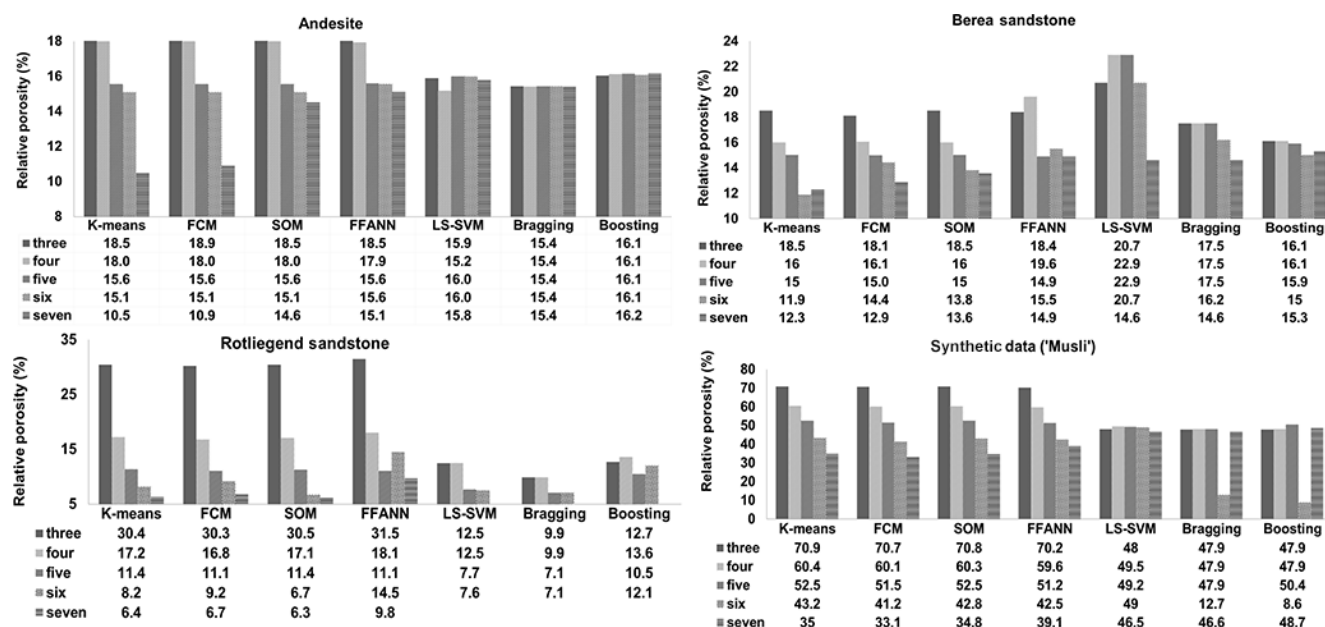 Andesite
Relative porosity (%)
18
16
14
12
10
8
K-means FCM SOM FFANN LS-SVM Bragging Boosting
three 18.5 18.9 18.5 18.5 15.9 15.4 16.1
four 18.0 18.0 18.0 17.9 15.2 15.4 16.1
five 15.6 15.6 15.6 15.6 16.0 15.4 16.1
six 15.1 15.1 15.1 15.6 16.0 15.4 16.1
seven 10.5 10.9 14.6 15.1 15.8 15.4 16.2
Berea sandstone
Relative porosity (%)
24
22
20
18
16
14
12
10
K-means FCM SOM FFANN LS-SVM Bragging Boosting
three 18.5 18.1 18.5 18.4 20.7 17.5 16.1
four 16 16.1 16 19.6 22.9 17.5 16.1
five 15 15.0 15 14.9 22.9 17.5 15.9
six 11.9 14.4 13.8 15.5 20.7 16.2 15
seven 12.3 12.9 13.6 14.9 14.6 14.6 15.3
Rotliegend sandstone
Relative porosity (%)
35
25
15
5
K-means FCM SOM FFANN LS-SVM Bragging Boosting
three 30.4 30.3 30.5 31.5 12.5 9.9 12.7
four 17.2 16.8 17.1 18.1 12.5 9.9 13.6
five 11.4 11.1 11.4 11.1 7.7 7.1 10.5
six 8.2 9.2 6.7 14.5 7.6 7.1 12.1
seven 6.4 6.7 6.3 9.8
Synthetic data ('Musli')
Relative porosity (%)
80
70
60
50
40
30
20
10
0
K-means FCM SOM FFANN LS-SVM Bragging Boosting
three 70.9 70.7 70.8 70.2 48 47.9 47.9
four 60.4 60.1 60.3 59.6 49.5 47.9 47.9
five 52.5 51.5 52.5 51.2 49.2 47.9 50.4
six 43.2 41.2 42.8 42.5 49 12.7 8.6
seven 35 33.1 34.8 39.1 46.5 46.6 48.7